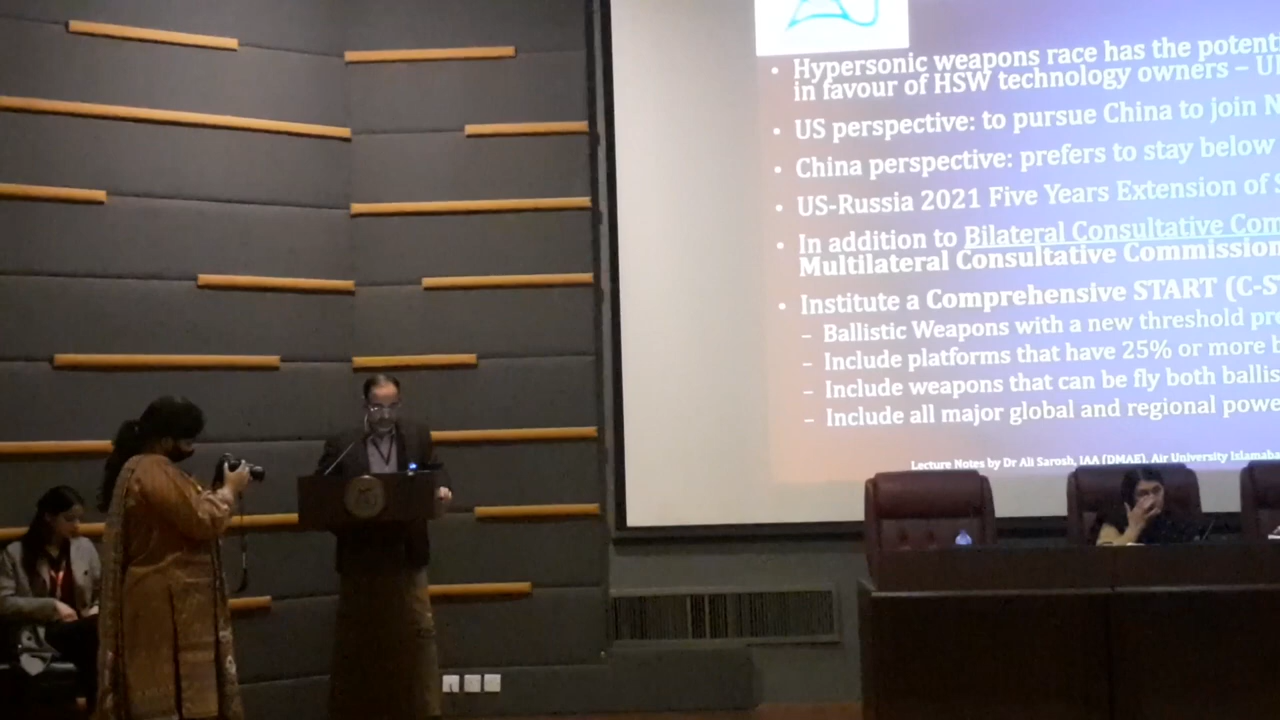 • Hypersonic weapons race has the potenti
in favour of HSW technology owners –
• US perspective: to pursue China to join
• China perspective: prefers to stay below
• US-Russia 2021 Five Years Extension of
• In addition to Bilateral Consultative Com
Multilateral Consultative Commission
• Institute a Comprehensive START (C-S
– Ballistic Weapons with a new threshold pr
– Include platforms that have 25% or more
– Include weapons that can be fly both ballis
– Include all major global and regional powe
Lecture Notes by Dr Ali Sarosh, IAA (DMAE), Air University Islamaba